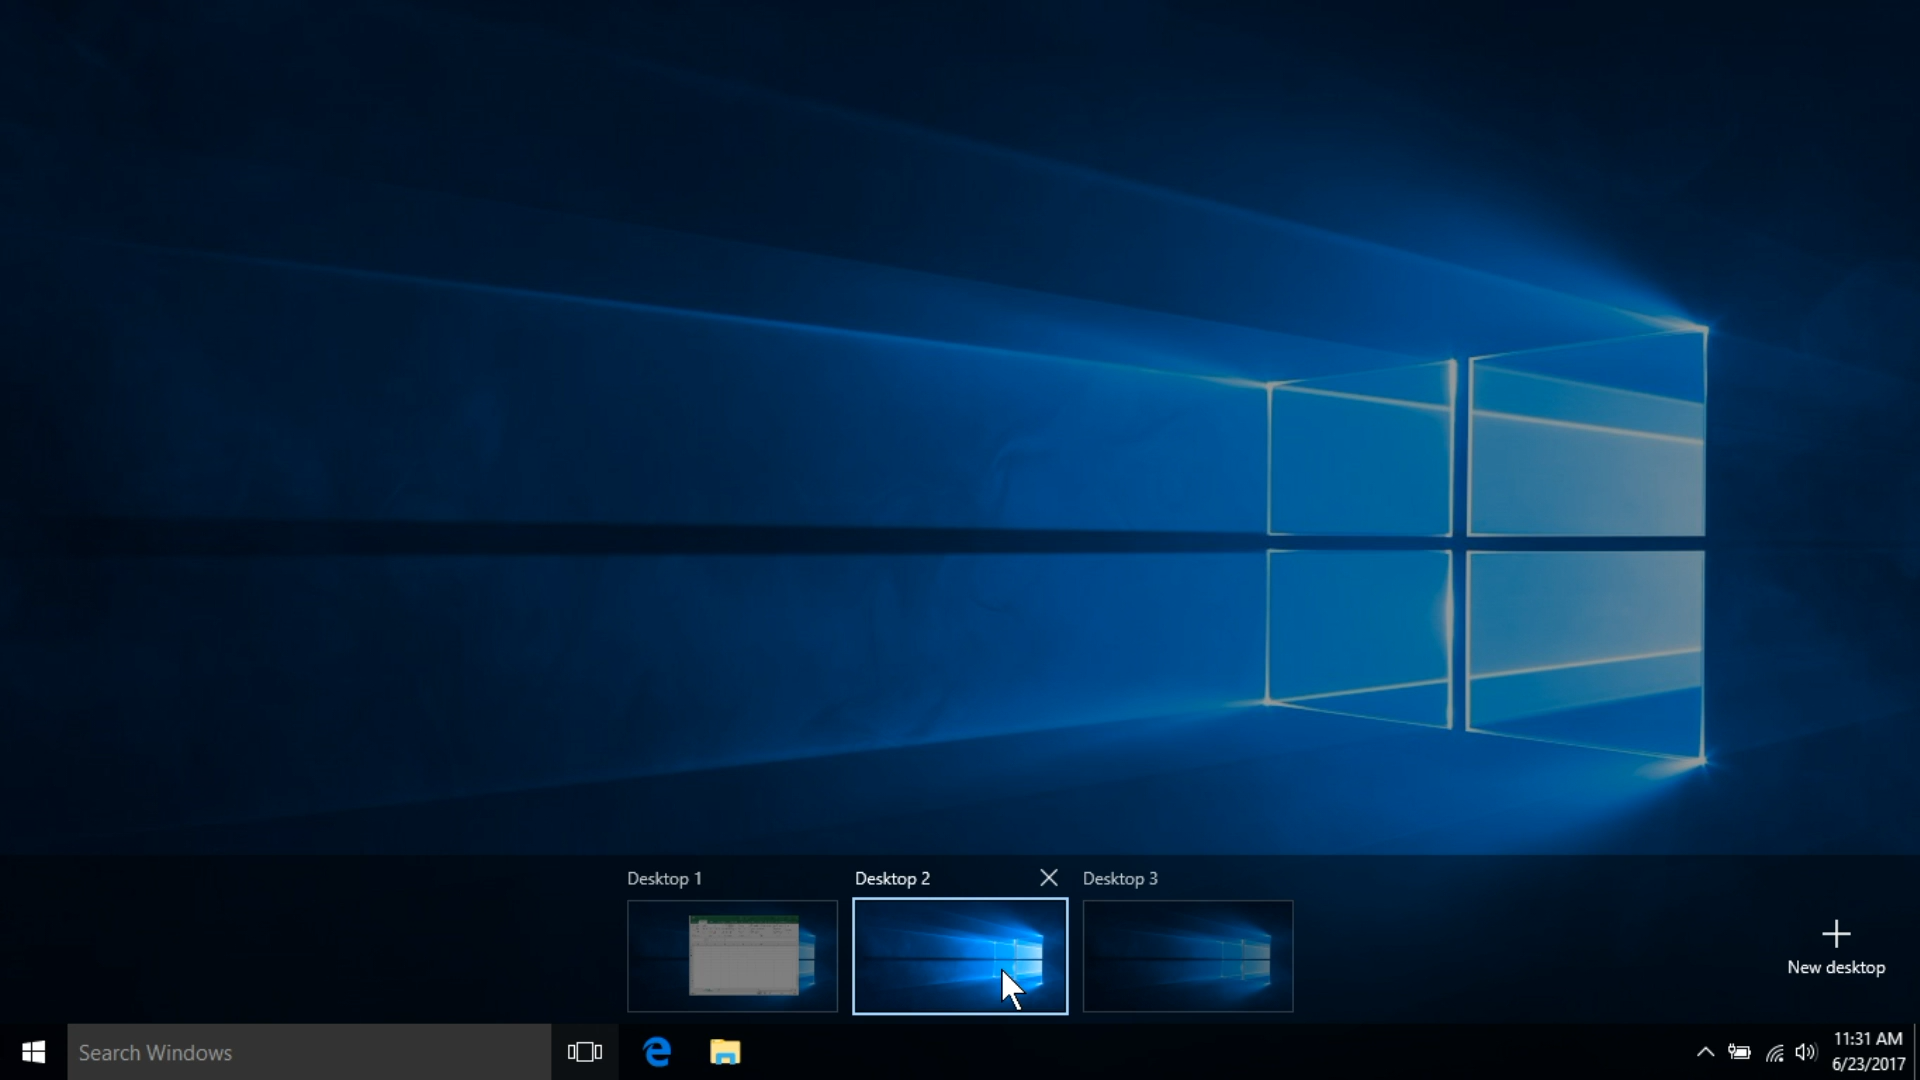 Desktop 1
Desktop 2
Desktop 3
New desktop
Search Windows
11:31 AM
6/23/2017